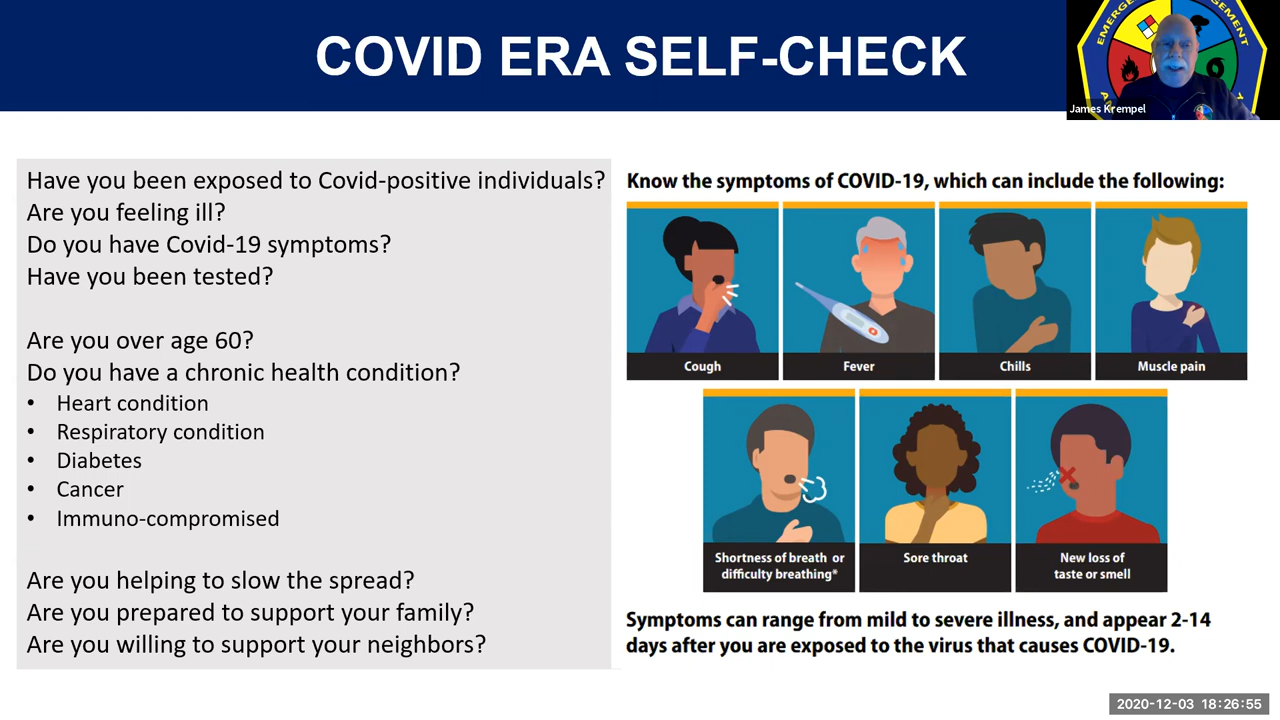 COVID ERA SELF-CHECK
EMERGE
GEMENT
James Krempel
Have you been exposed to Covid-positive individuals?
Are you feeling ill?
Do you have Covid-19 symptoms?
Have you been tested?
Are you over age 60?
Do you have a chronic health condition?
• Heart condition
• Respiratory condition
• Diabetes
• Cancer
• Immuno-compromised
Are you helping to slow the spread?
Are you prepared to support your family?
Are you willing to support your neighbors?
Know the symptoms of COVID-19, which can include the following:
Cough
Fever
Chills
Muscle pain
Shortness of breath or
difficulty breathing*
Sore throat
New loss of
taste or smell
Symptoms can range from mild to severe illness, and appear 2-14
days after you are exposed to the virus that causes COVID-19.
2020-12-03 18:26:55